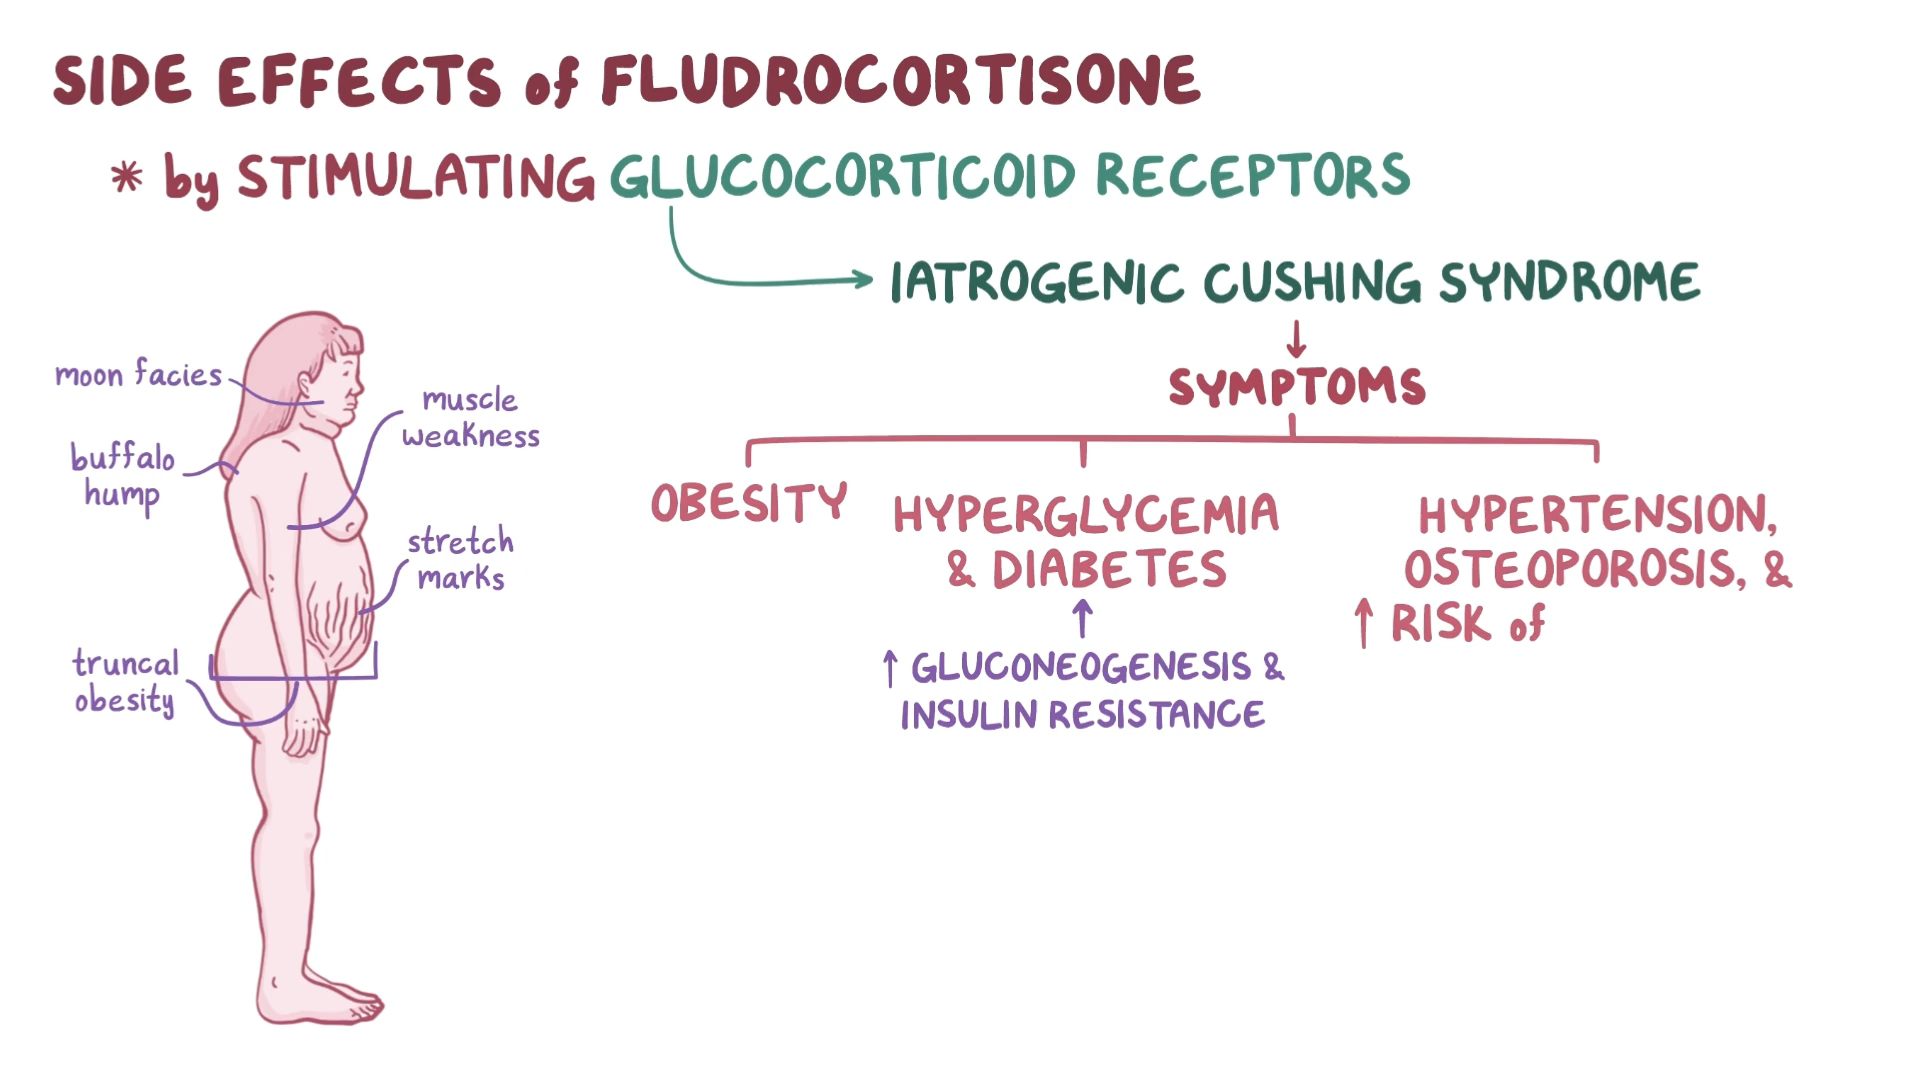 SIDE EFFECTS of FLUDROCORTISONE
* by STIMULATING GLUCOCORTICOID RECEPTORS
IATROGENIC CUSHING SYNDROME
SYMPTOMS
OBESITY
HYPERGLYCEMIA
& DIABETES
↑ GLUCONEOGENESIS &
INSULIN RESISTANCE
HYPERTENSION,
OSTEOPOROSIS, &
↑ RISK of
moon facies
buffalo
hump
muscle
weakness
stretch
marks
truncal
obesity